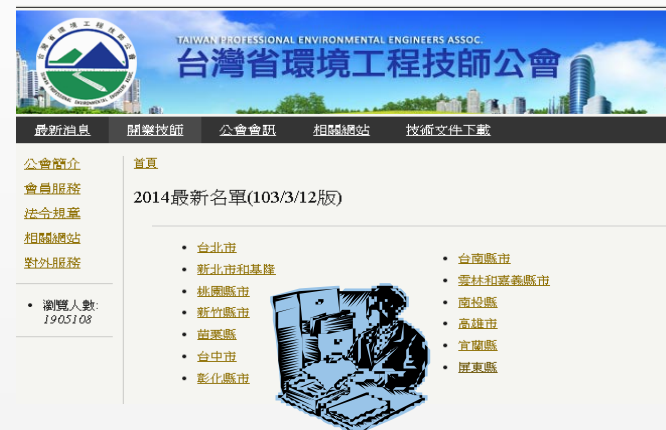 TAIWAN PROFESSIONAL ENVIRONMENTAL ENGINEERS ASSOC.
台灣省環境工程技師公會
最新消息 開業技師 公會會訊 相關網站 技術文件下載
公會簡介
會員服務
法令規章
相關網站
對外服務
瀏覽人數:
1905108
首頁
2014最新名單(103/3/12版)
台北市
新北市和基隆
桃園縣市
新竹縣市
苗栗縣
台中市
彰化縣市
台南縣市
雲林和嘉義縣市
南投縣
高雄市
宜蘭縣
屏東縣